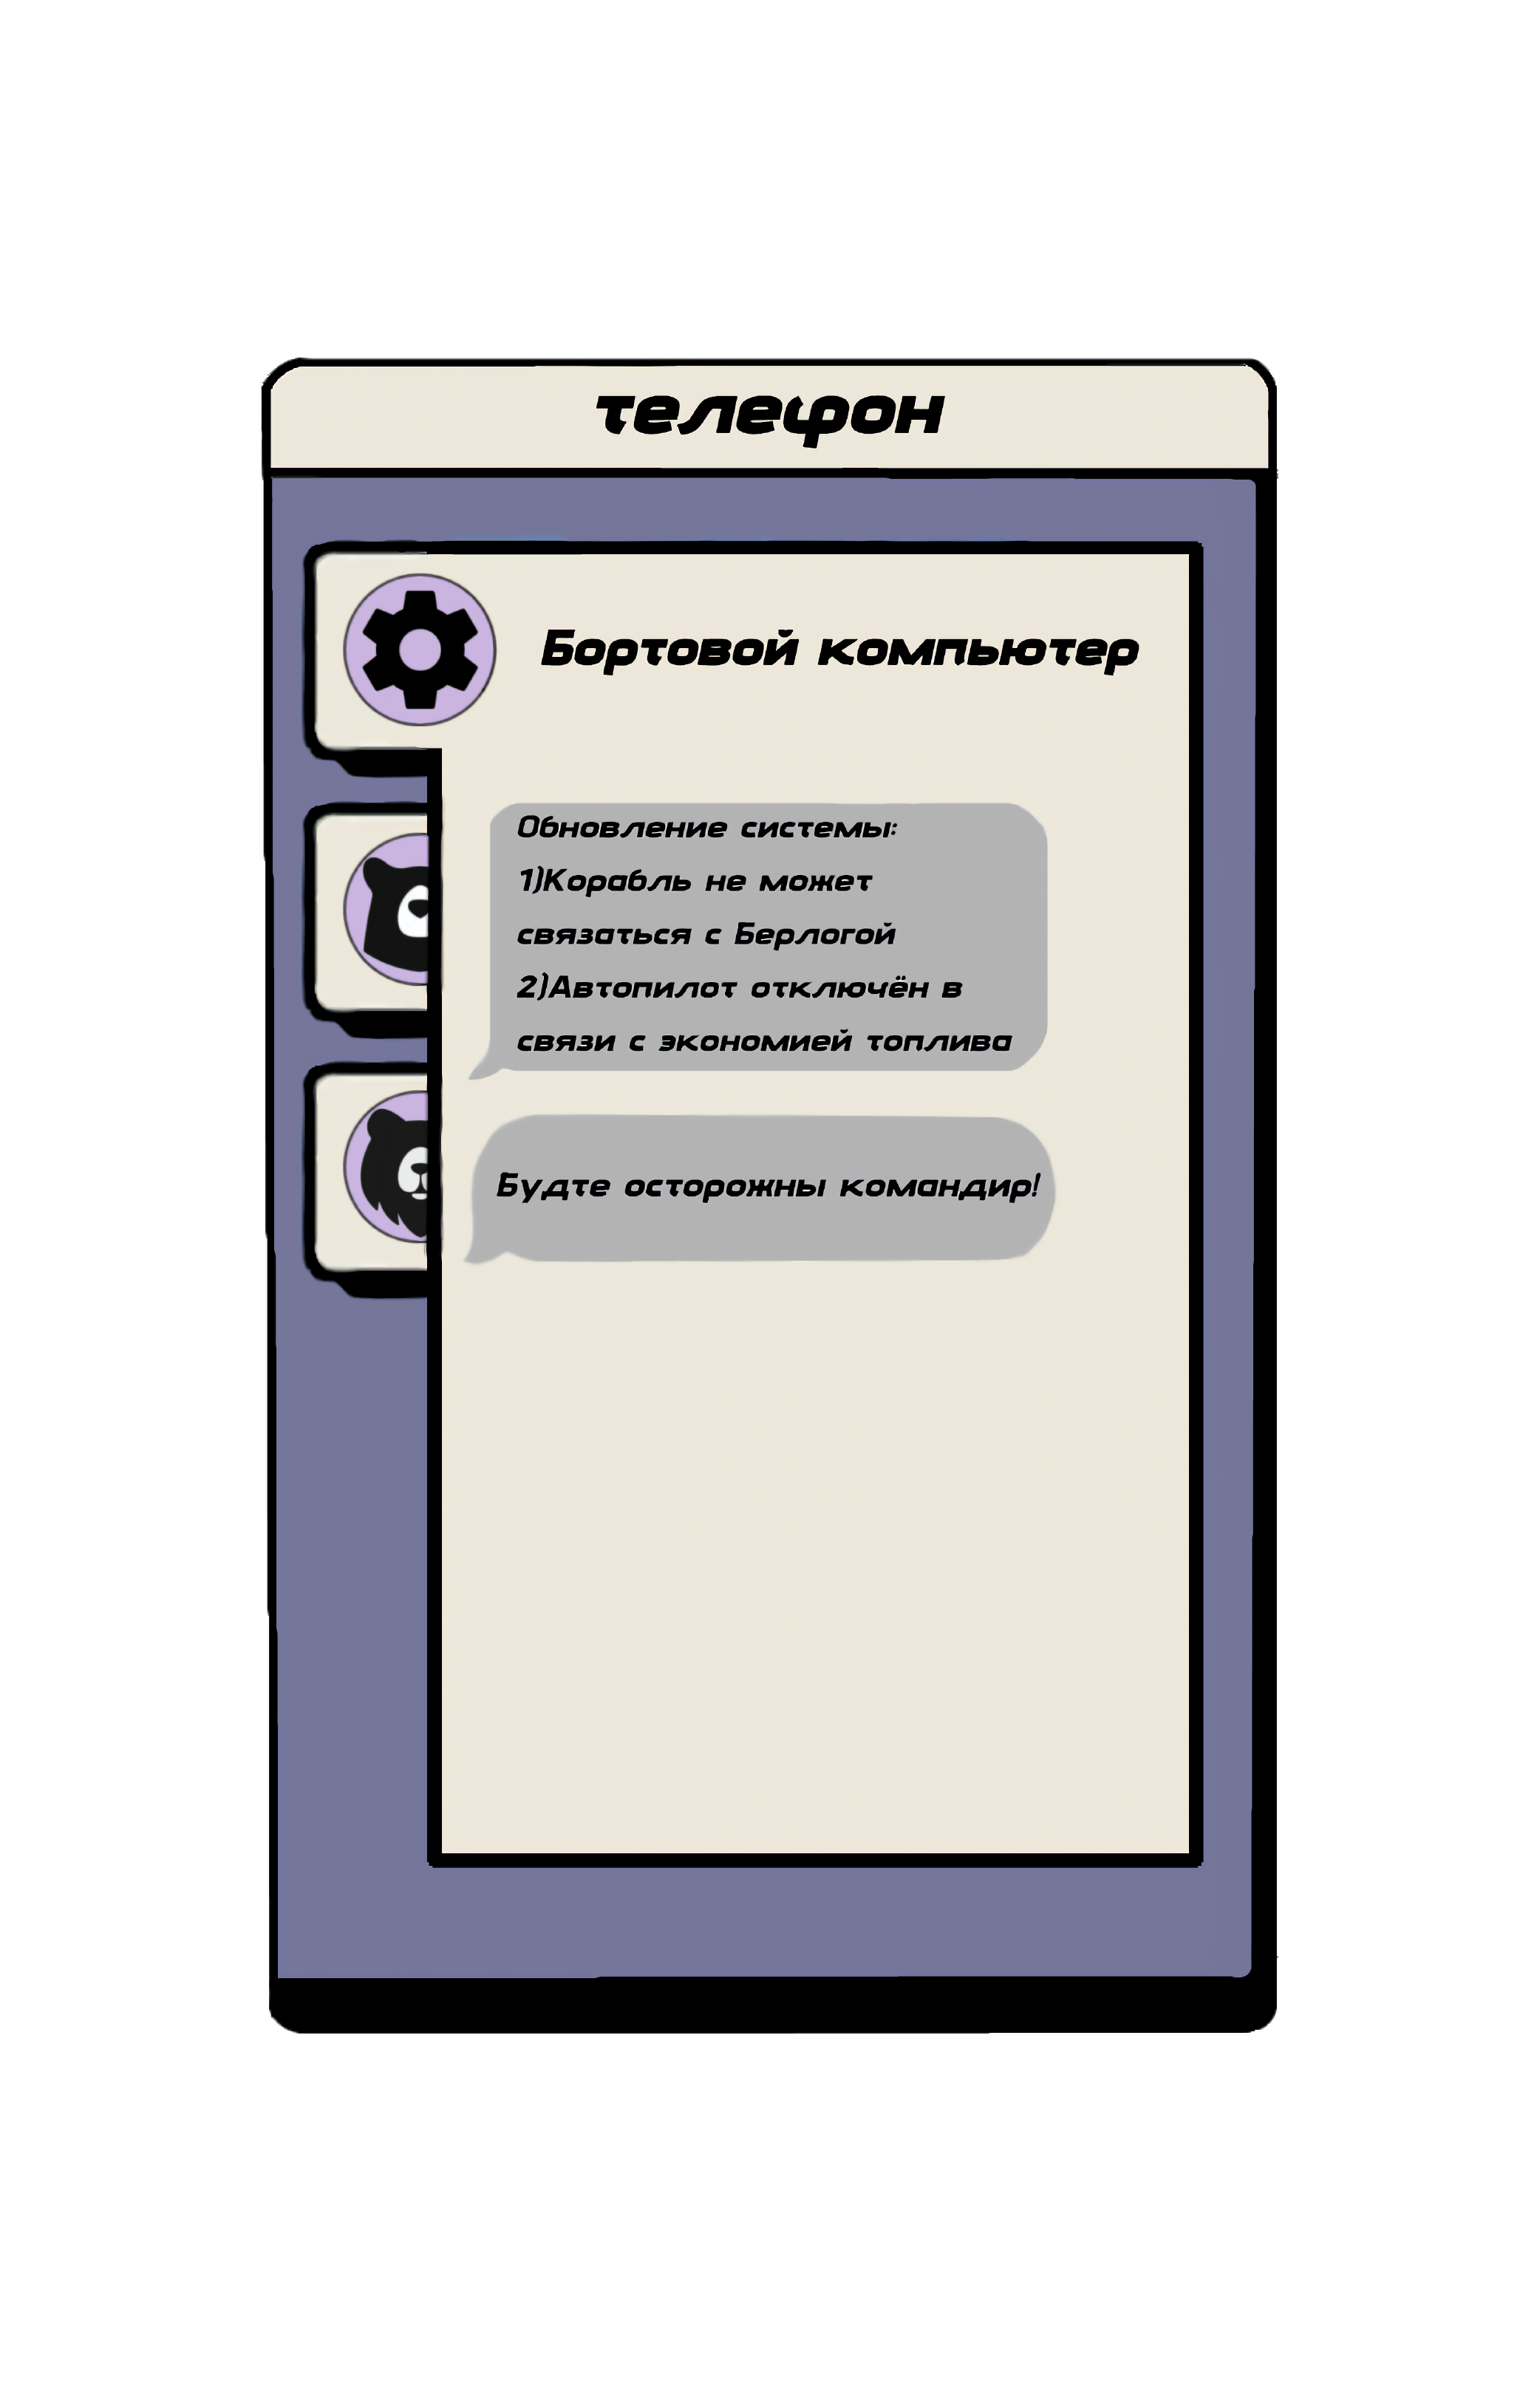 телефон
Бортовой компьютер
Обновление системы:
1)Корабль не может
связаться с Берлогой
2)Автопилот отключён в
связи с экономией топлива
Будте осторожны командир!